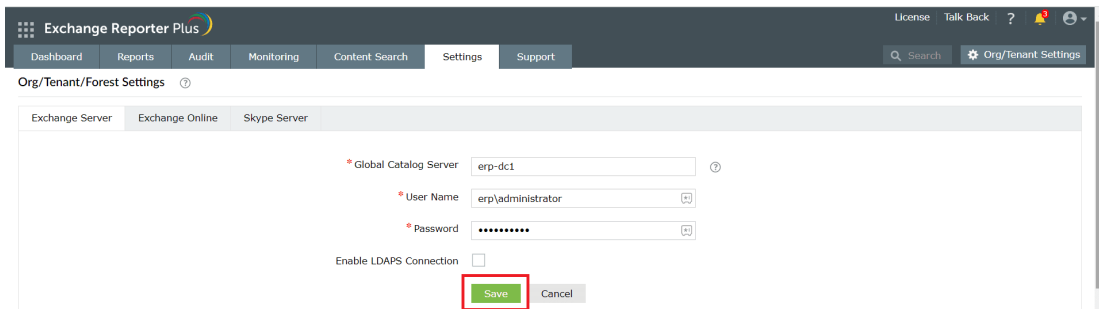 License Talk Back ? 3
Exchange Reporter Plus
Dashboard Reports Audit Monitoring Content Search Settings Support Search Org/Tenant Settings
Org/Tenant/Forest Settings ?
Exchange Server Exchange Online Skype Server
*Global Catalog Server erp-dc1 ?
*User Name erp\administrator
*Password ••••••••••
Enable LDAPS Connection
Save Cancel